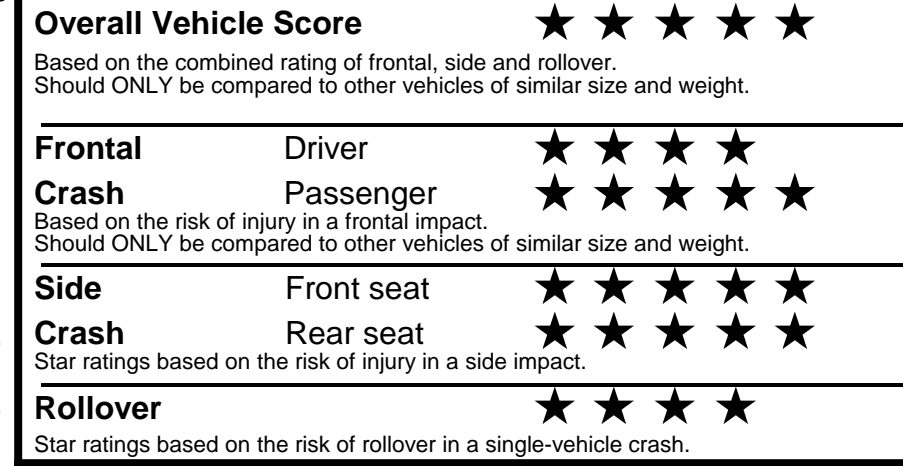 Overall Vehicle Score ★ ★ ★ ★ ★
Based on the combined rating of frontal, side and rollover.
Should ONLY be compared to other vehicles of similar size and weight.
Frontal Driver ★ ★ ★ ★
Crash Passenger ★ ★ ★ ★ ★
Based on the risk of injury in a frontal impact.
Should ONLY be compared to other vehicles of similar size and weight.
Side Front seat ★ ★ ★ ★ ★
Crash Rear seat ★ ★ ★ ★ ★
Star ratings based on the risk of injury in a side impact.
Rollover ★ ★ ★ ★
Star ratings based on the risk of rollover in a single-vehicle crash.